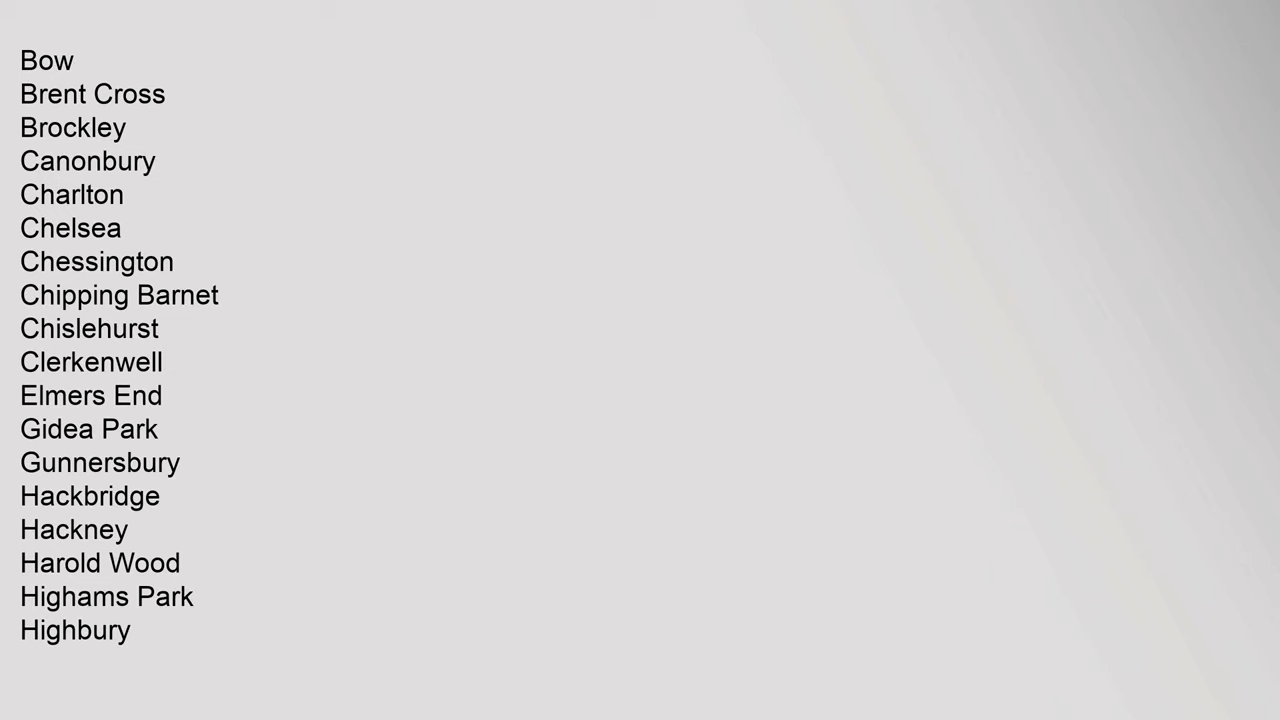 Bow
Brent Cross
Brockley
Canonbury
Charlton
Chelsea
Chessington
Chipping Barnet
Chislehurst
Clerkenwell
Elmers End
Gidea Park
Gunnersbury
Hackbridge
Hackney
Harold Wood
Highams Park
Highbury